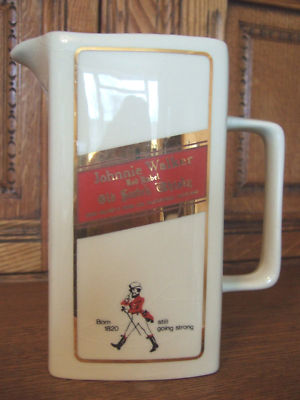 Johnnie Walker
Red Label
Old Scotch Whisky
Born 1820 still going strong